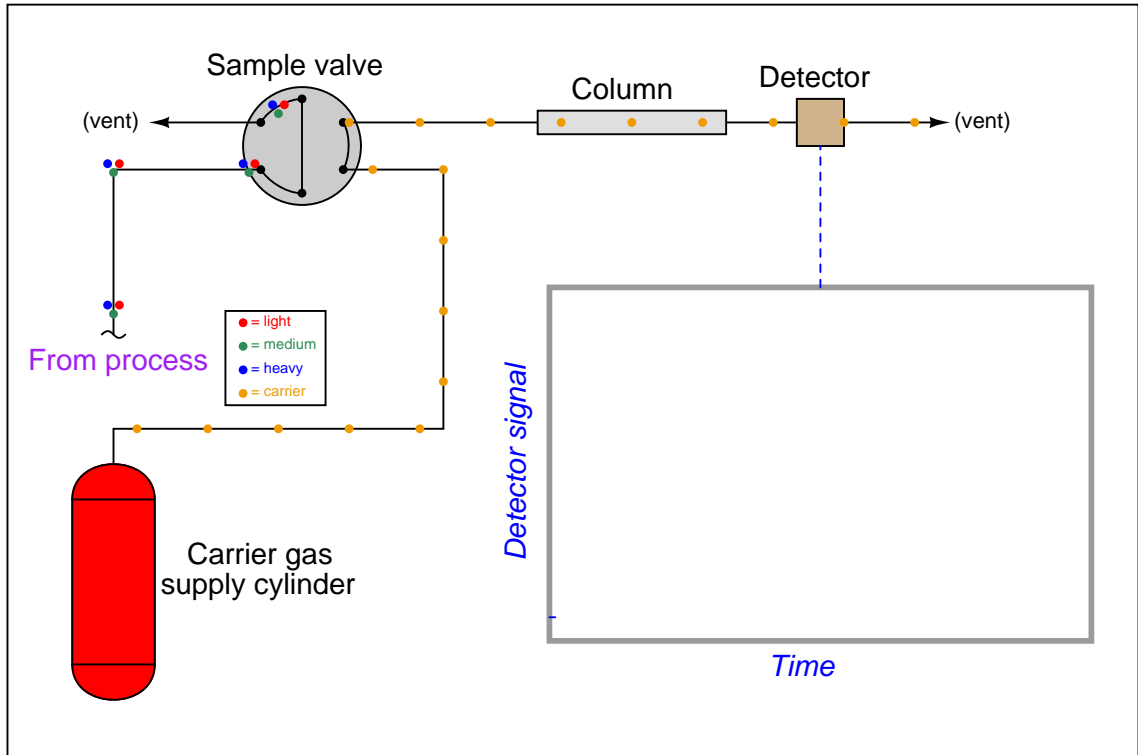 Sample valve
Column
Detector
(vent)
(vent)
= light
= medium
= heavy
= carrier
From process
Detector signal
Carrier gas
supply cylinder
Time